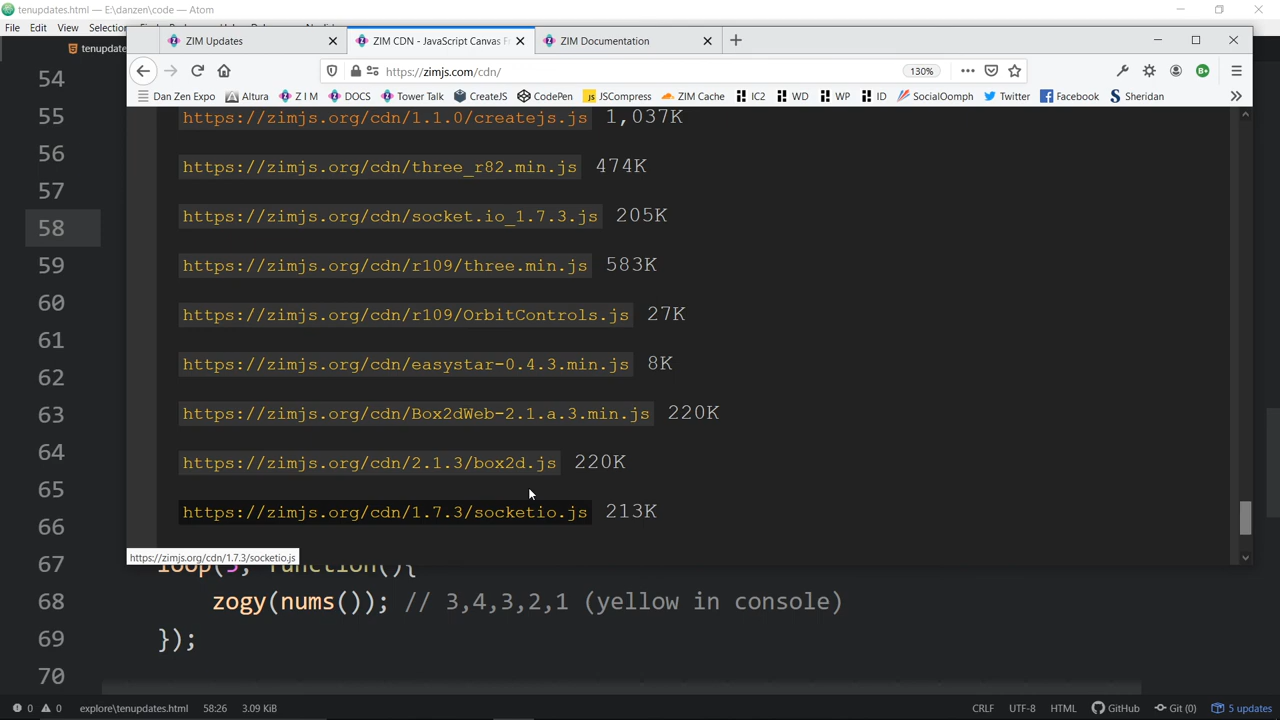 tenupdates.html — E:\danzen\code — Atom
File Edit View Selection
ZIM Updates
ZIM CDN - JavaScript Canvas F
ZIM Documentation
tenupdate
https://zimjs.com/cdn/
130%
Dan Zen Expo Altura Z I M DOCS Tower Talk CreateJS CodePen JSCompress ZIM Cache IC2 WD WP ID SocialOomph Twitter Facebook Sheridan
54
55
56
57
58
59
60
61
62
63
64
65
66
67
68
69
70
https://zimjs.org/cdn/1.1.0/createjs.js 1,037K
https://zimjs.org/cdn/three_r82.min.js 474K
https://zimjs.org/cdn/socket.io_1.7.3.js 205K
https://zimjs.org/cdn/r109/three.min.js 583K
https://zimjs.org/cdn/r109/OrbitControls.js 27K
https://zimjs.org/cdn/easystar-0.4.3.min.js 8K
https://zimjs.org/cdn/Box2dWeb-2.1.a.3.min.js 220K
https://zimjs.org/cdn/2.1.3/box2d.js 220K
https://zimjs.org/cdn/1.7.3/socketio.js 213K
https://zimjs.org/cdn/1.7.3/socketio.js
function(){
zogy(nums()); // 3,4,3,2,1 (yellow in console)
});
0 0 explore\tenupdates.html 58:26 3.09 KiB CRLF UTF-8 HTML GitHub Git (0) 5 updates